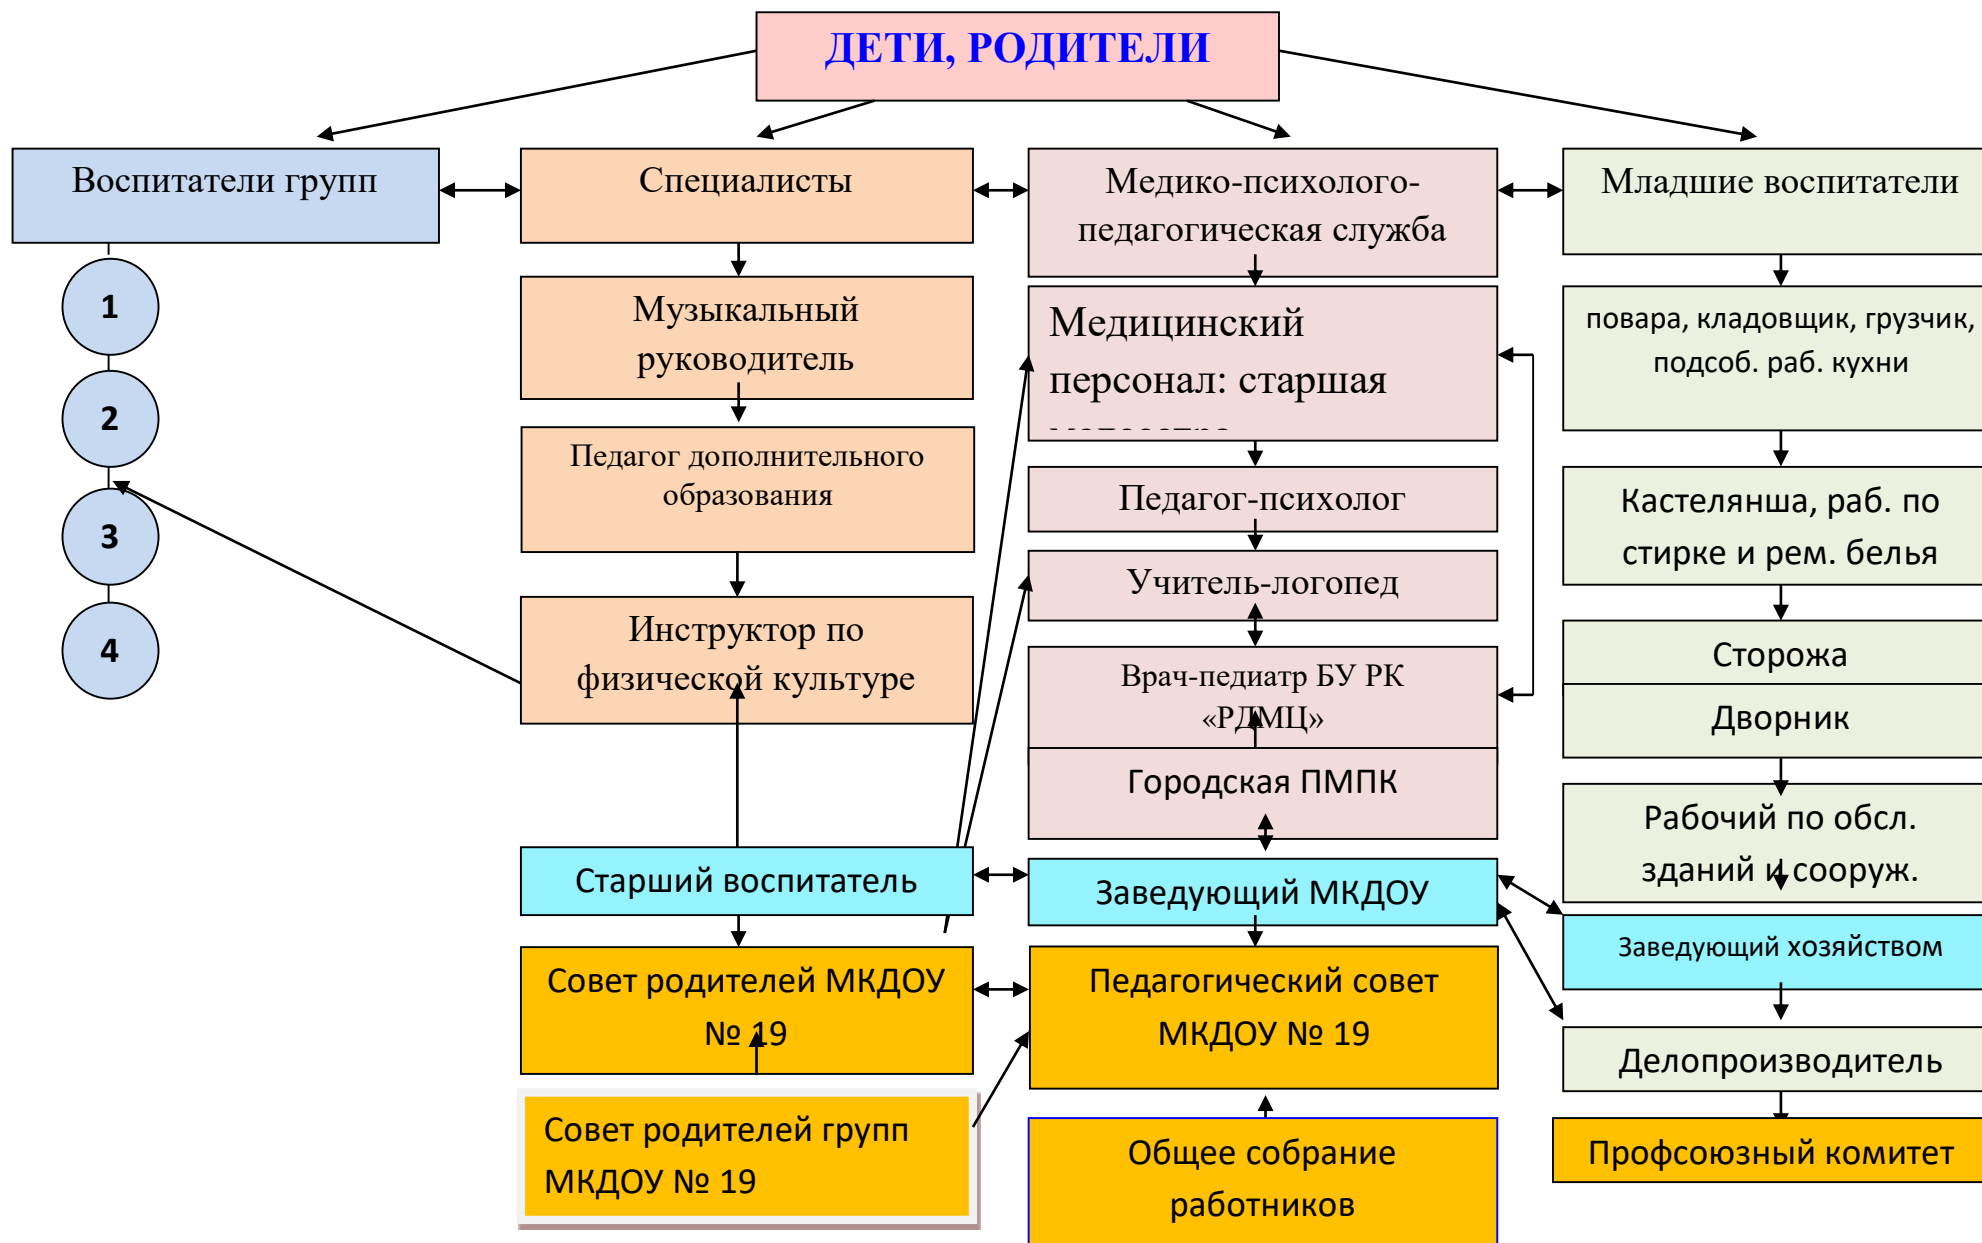 ДЕТИ, РОДИТЕЛИ
Воспитатели групп
1
2
3
4
Специалисты
Музыкальный
руководитель
Педагог дополнительного
образования
Инструктор по
физической культуре
Старший воспитатель
Совет родителей МКДОУ
№ 19
Совет родителей групп
МКДОУ № 19
Медико-психолого-
педагогическая служба
Медицинский
персонал: старшая
Педагог-психолог
Учитель-логопед
Врач-педиатр БУ РК
«РДМЦ»
Городская ПМПК
Заведующий МКДОУ
Педагогический совет
МКДОУ № 19
Общее собрание
работников
Младшие воспитатели
повара, кладовщик, грузчик,
подсоб. раб. кухни
Кастелянша, раб. по
стирке и рем. белья
Сторожа
Дворник
Рабочий по обсл.
зданий и сооруж.
Заведующий хозяйством
Делопроизводитель
Профсоюзный комитет